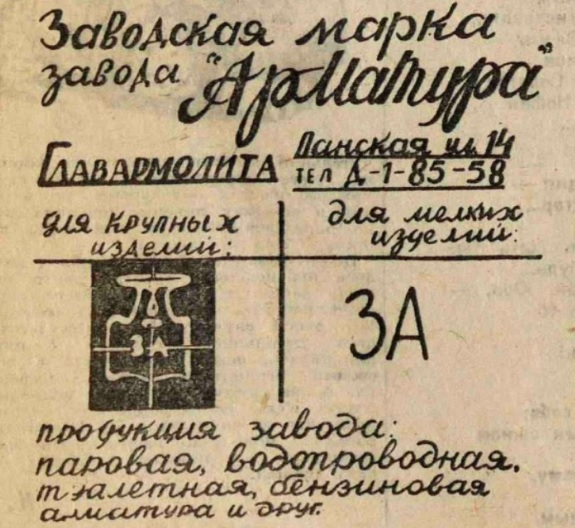 Заводская марка
завода "Арматура"
ГЛАВАРМОЛИТА
Панская ул. 14
ТЕЛ Д-1-85-58
для крупных
изделий:
для мелких
изделий:
ЗА
ЗА
продукция завода:
паровая, водопроводная,
туалетная, бензиновая
алматура и друг.